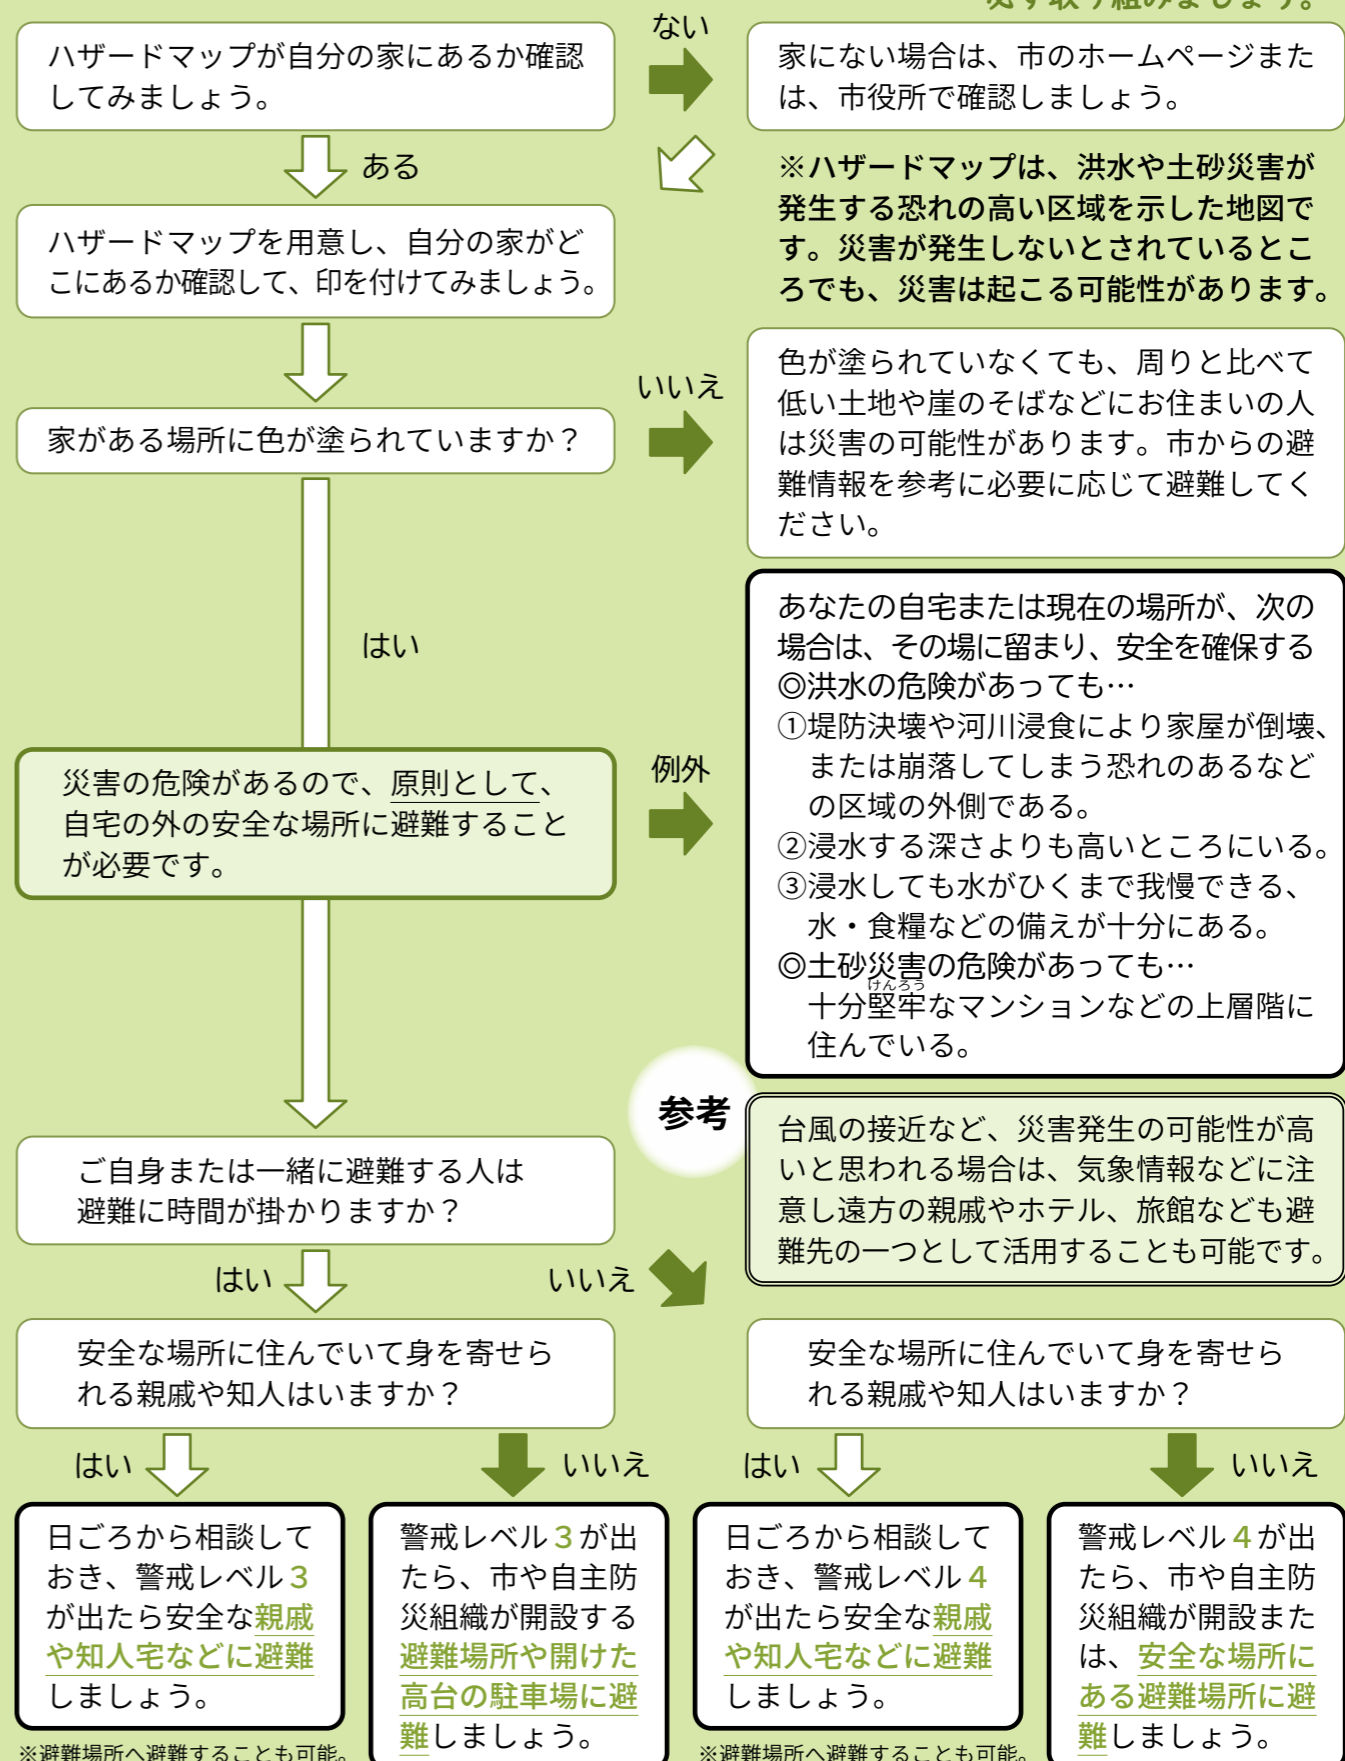 必ず取り組みましょう。
ハザードマップが自分の家にあるか確認
してみましょう。
ない
家にない場合は、市のホームページまた
は、市役所で確認しましょう。
ある
※ハザードマップは、洪水や土砂災害が
発生する恐れの高い区域を示した地図で
す。災害が発生しないとされているとこ
ろでも、災害は起こる可能性があります。
ハザードマップを用意し、自分の家がど
こにあるか確認して、印を付けてみましょう。
家がある場所に色が塗られていますか？
いいえ
色が塗られていなくても、周りと比べて
低い土地や崖のそばなどにお住まいの人
は災害の可能性があります。市からの避
難情報を参考に必要に応じて避難してく
ださい。
はい
災害の危険があるので、原則として、
自宅の外の安全な場所に避難すること
が必要です。
例外
あなたの自宅または現在の場所が、次の
場合は、その場に留まり、安全を確保する
◎洪水の危険があっても…
①堤防決壊や河川浸食により家屋が倒壊、
または崩落してしまう恐れのあるなど
の区域の外側である。
②浸水する深さよりも高いところにいる。
③浸水しても水がひくまで我慢できる、
水・食糧などの備えが十分にある。
◎土砂災害の危険があっても…
けんろう
十分堅牢なマンションなどの上層階に
住んでいる。
参考
台風の接近など、災害発生の可能性が高
いと思われる場合は、気象情報などに注
意し遠方の親戚やホテル、旅館なども避
難先の一つとして活用することも可能です。
ご自身または一緒に避難する人は
避難に時間が掛かりますか？
はい
いいえ
安全な場所に住んでいて身を寄せら
れる親戚や知人はいますか？
安全な場所に住んでいて身を寄せら
れる親戚や知人はいますか？
はい
いいえ
はい
いいえ
日ごろから相談して
おき、警戒レベル３
が出たら安全な親戚
や知人宅などに避難
しましょう。
※避難場所へ避難することも可能。
警戒レベル３が出
たら、市や自主防
災組織が開設する
避難場所や開けた
高台の駐車場に避
難しましょう。
日ごろから相談して
おき、警戒レベル４
が出たら安全な親戚
や知人宅などに避難
しましょう。
※避難場所へ避難することも可能。
警戒レベル４が出
たら、市や自主防
災組織が開設また
は、安全な場所に
ある避難場所に避
難しましょう。